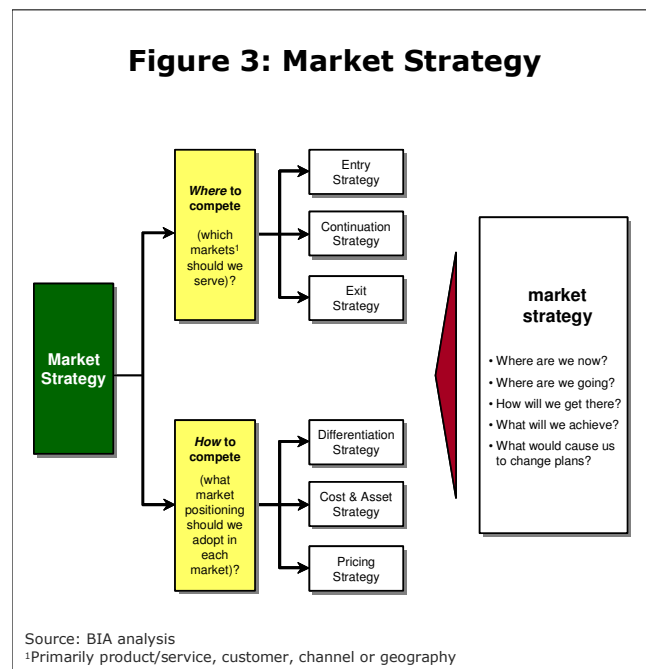 Figure 3: Market Strategy
Market
Strategy
Where to
compete
(which
markets¹
should we
serve)?
Entry
Strategy
Continuation
Strategy
Exit
Strategy
How to
compete
(what
market
positioning
should we
adopt in
each
market)?
Differentiation
Strategy
Cost & Asset
Strategy
Pricing
Strategy
market
strategy
• Where are we now?
• Where are we going?
• How will we get there?
• What will we achieve?
• What would cause us
to change plans?
Source: BIA analysis
¹Primarily product/service, customer, channel or geography